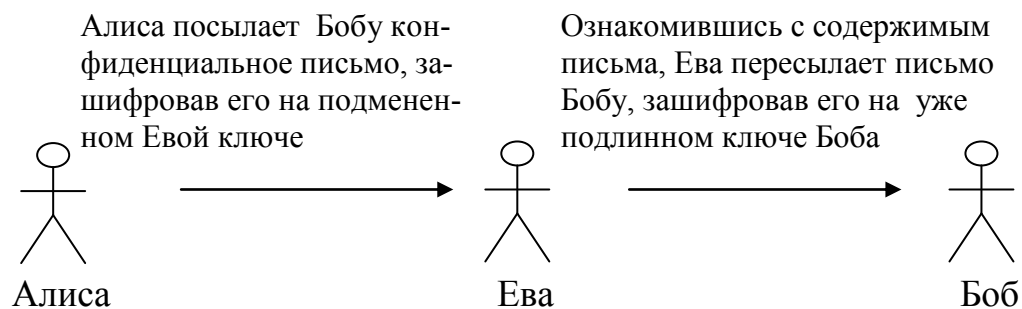 Алиса посылает Бобу кон-
фиденциальное письмо, за-
шифровав его на подменен-
ном Евой ключе
Ознакомившись с содержимым
письма, Ева пересылает письмо
Бобу, зашифровав его на уже
подлинном ключе Боба
Алиса
Ева
Боб